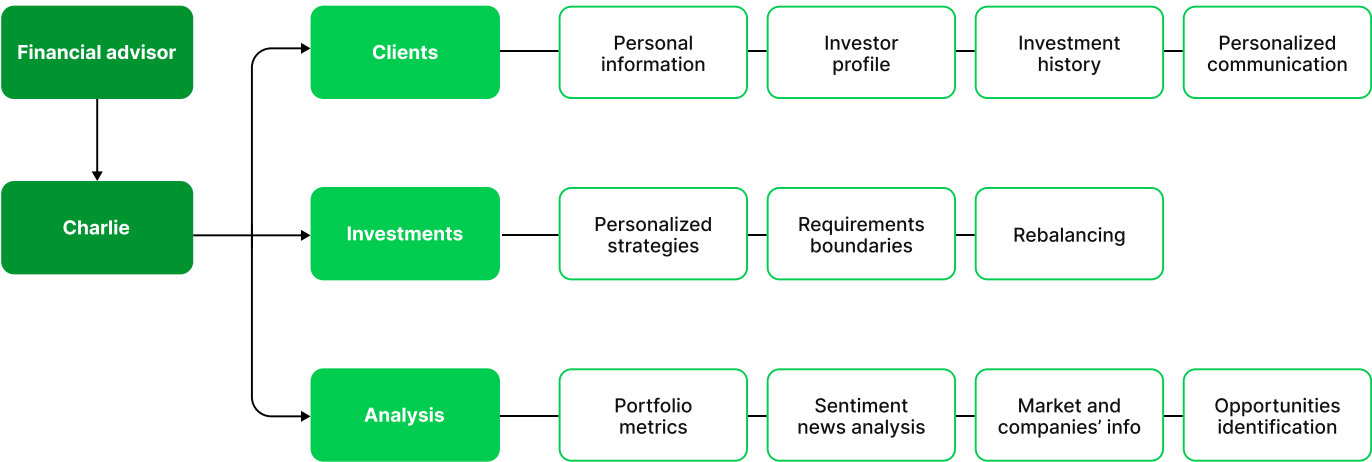 Financial advisor
Clients
Personal
information
Investor
profile
Investment
history
Personalized
communication
Charlie
Investments
Personalized
strategies
Requirements
boundaries
Rebalancing
Analysis
Portfolio
metrics
Sentiment
news analysis
Market and
companies’ info
Opportunities
identification